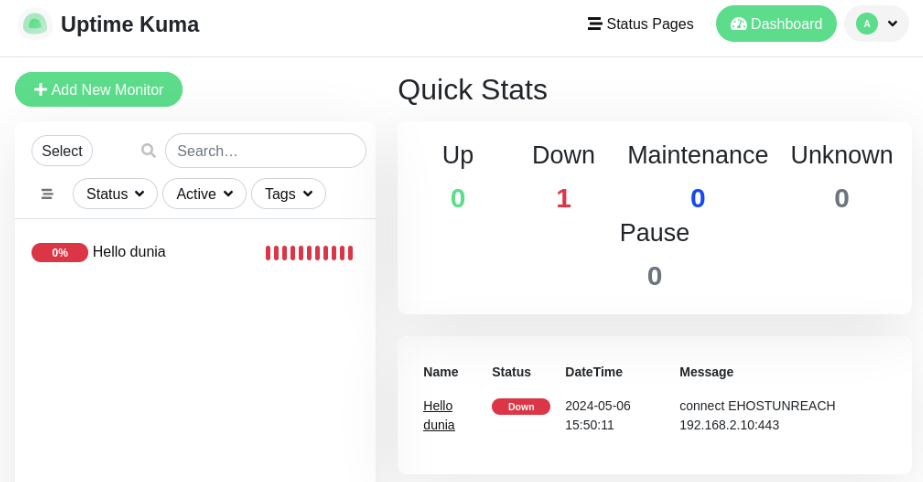 Uptime Kuma
Status Pages
Dashboard
A
Add New Monitor
Select
Search…
Status
Active
Tags
0% Hello dunia
Quick Stats
Up Down Maintenance Unknown
0 1 0 0
Pause
0
Name Status DateTime Message
Hello Down 2024-05-06 connect EHOSTUNREACH
dunia 15:50:11 192.168.2.10:443